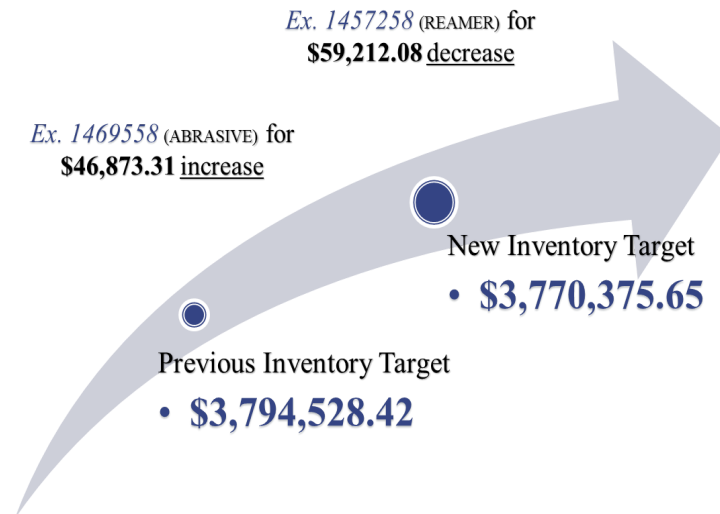 Ex. 1457258 (REAMER) for
$59,212.08 decrease
Ex. 1469558 (ABRASIVE) for
$46,873.31 increase
New Inventory Target
• $3,770,375.65
Previous Inventory Target
• $3,794,528.42